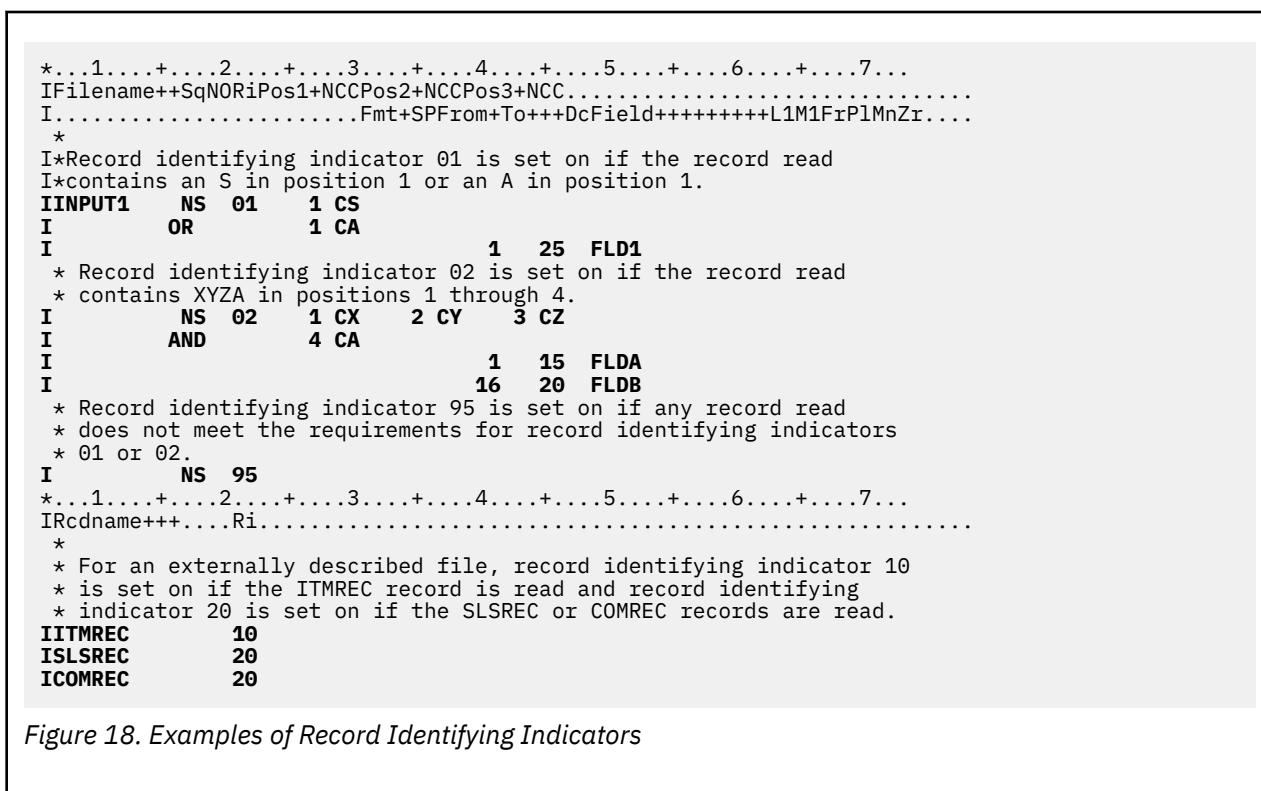 *...1....+....2....+....3....+....4....+....5....+....6....+....7...
IFilename++SqNORiPos1+NCCPos2+NCCPos3+NCC................................
I........................Fmt+SPFrom+To+++DcField+++++++++L1M1FrPlMnZr....
 *
I*Record identifying indicator 01 is set on if the record read
I*contains an S in position 1 or an A in position 1.
IINPUT1    NS  01    1 CS
I         OR         1 CA
I                                  1   25  FLD1
 * Record identifying indicator 02 is set on if the record read
 * contains XYZA in positions 1 through 4.
I          NS  02    1 CX    2 CY    3 CZ
I         AND        4 CA
I                                  1   15  FLDA
I                                 16   20  FLDB
 * Record identifying indicator 95 is set on if any record read
 * does not meet the requirements for record identifying indicators
 * 01 or 02.
I          NS  95
*...1....+....2....+....3....+....4....+....5....+....6....+....7...
IRcdname+++....Ri........................................................
 *
 * For an externally described file, record identifying indicator 10
 * is set on if the ITMREC record is read and record identifying
 * indicator 20 is set on if the SLSREC or COMREC records are read.
IITMREC        10
ISLSREC        20
ICOMREC        20
Figure 18. Examples of Record Identifying Indicators